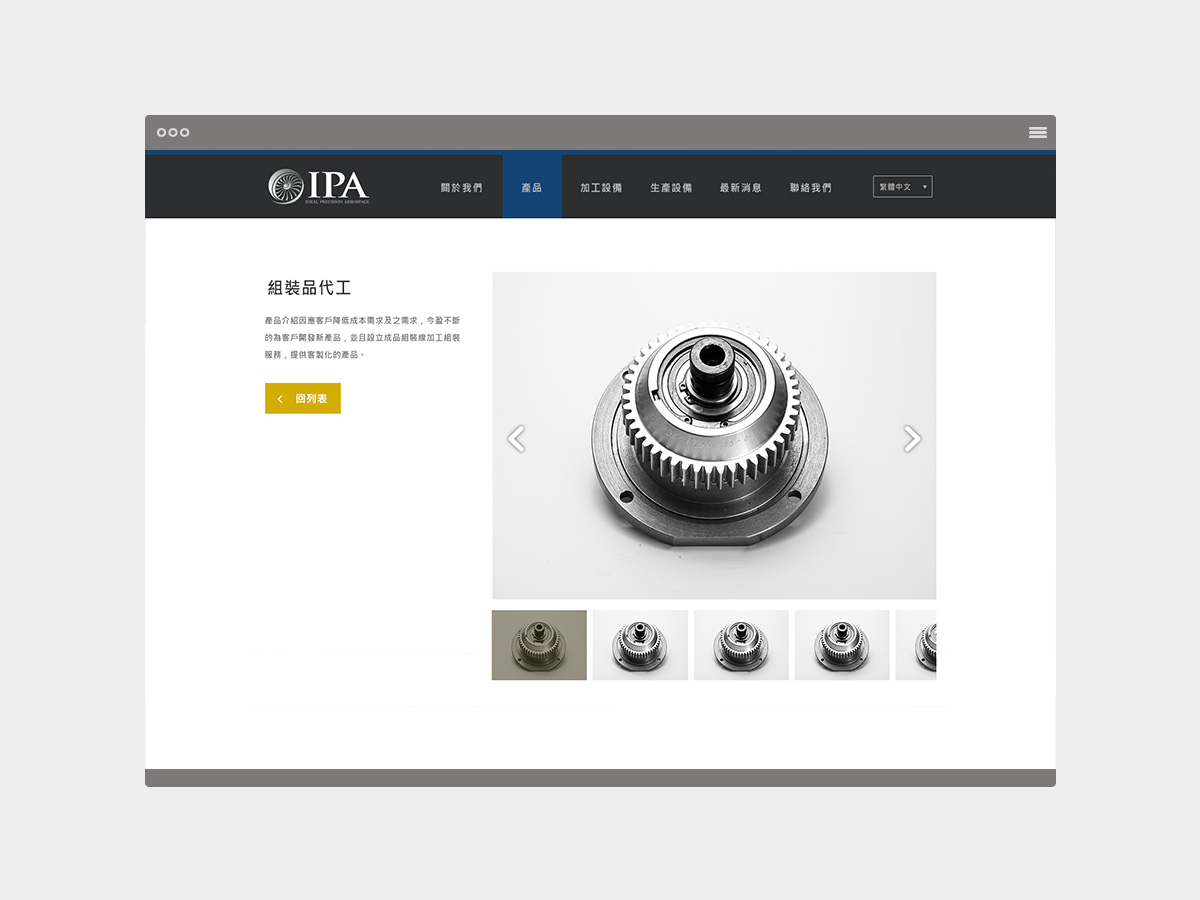 IPA
IDEAL PRECISION AEROSPACE
關於我們
產品
加工設備
生產設備
最新消息
聯絡我們
繁體中文
組裝品代工
產品介紹因應客戶降低成本需求及之需求，今盈不斷
的為客戶開發新產品，並且設立成品組裝線加工組裝
服務，提供客製化的產品。
回列表